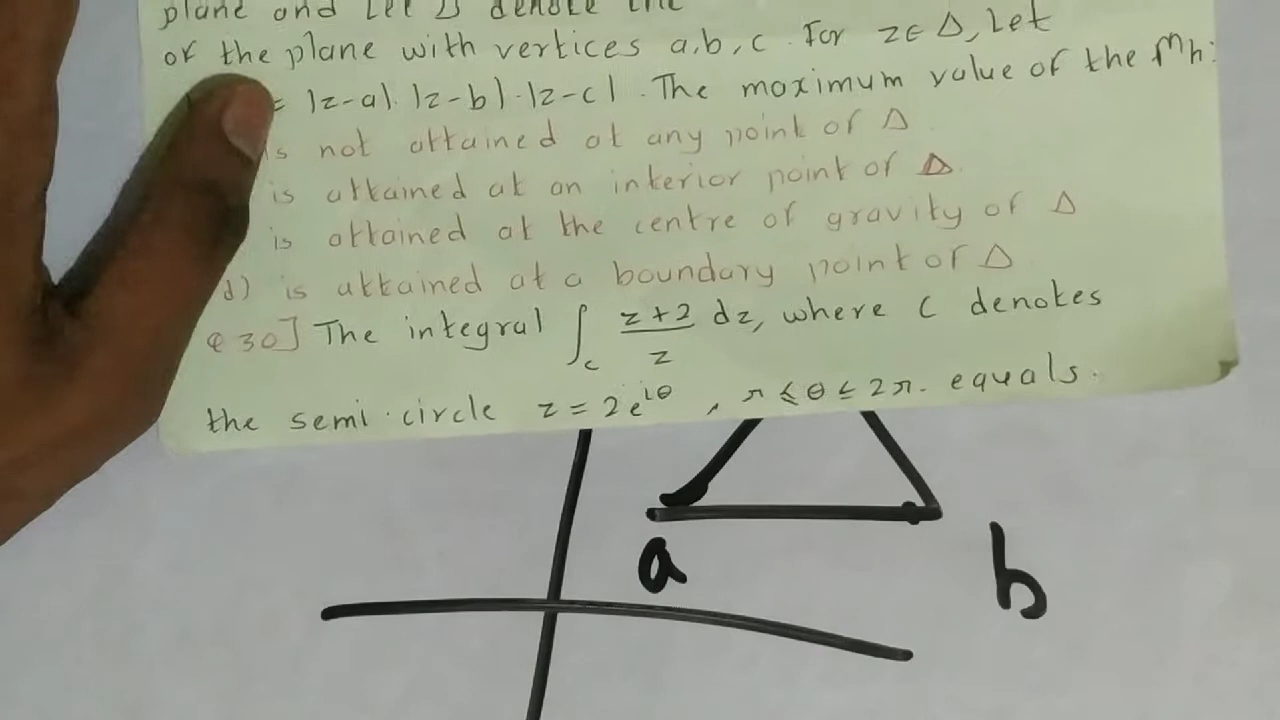 plane and Let Δ denote the
of the plane with vertices a, b, c. For z∈ Δ, Let
= |z-a|. |z-b|.|z-c|. The maximum value of the
is not attained at any point of Δ
is attained at an interior point of Δ.
is attained at the centre of gravity of Δ
d) is attained at a boundary point of Δ
Q 30] The integral ∫c z+2/z dz, where C denotes
the semi.circle z = 2e^iθ, π ≤ θ ≤ 2π. equals.
a
b